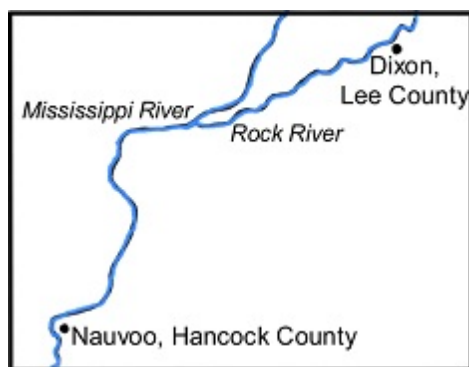 Dixon,
Lee County
Mississippi River
Rock River
Nauvoo, Hancock County